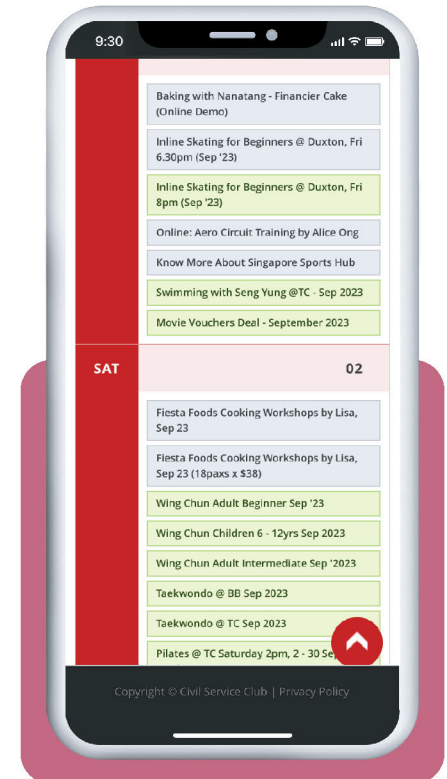 9:30
Baking with Nanatang - Financier Cake
(Online Demo)
Inline Skating for Beginners @ Duxton, Fri
6.30pm (Sep '23)
Inline Skating for Beginners @ Duxton, Fri
8pm (Sep '23)
Online: Aero Circuit Training by Alice Ong
Know More About Singapore Sports Hub
Swimming with Seng Yung @TC - Sep 2023
Movie Vouchers Deal - September 2023
SAT 02
Fiesta Foods Cooking Workshops by Lisa,
Sep 23
Fiesta Foods Cooking Workshops by Lisa,
Sep 23 (18paxs x $38)
Wing Chun Adult Beginner Sep '23
Wing Chun Children 6 - 12yrs Sep 2023
Wing Chun Adult Intermediate Sep '2023
Taekwondo @ BB Sep 2023
Taekwondo @ TC Sep 2023
Pilates @ TC Saturday 2pm, 2 - 30
Copyright © Civil Service Club | Privacy Policy